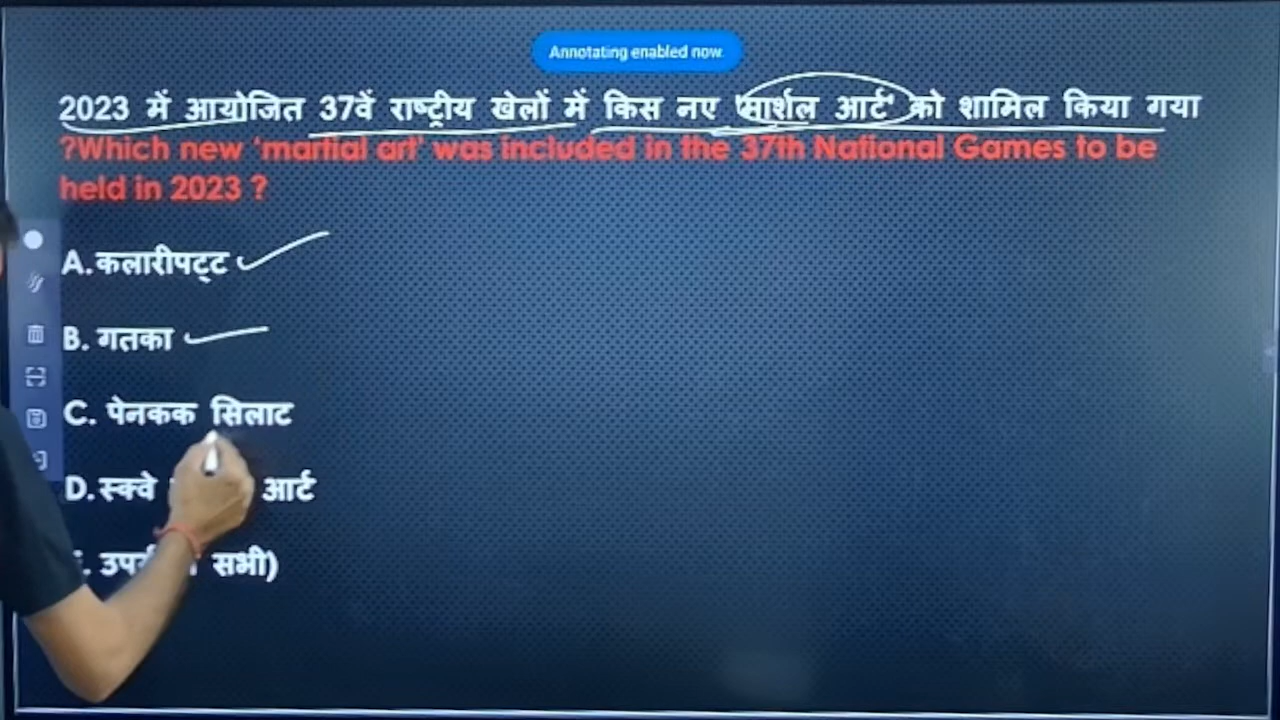 Annotating enabled now.
2023 में आयोजित 37वें राष्ट्रीय खेलों में किस नए 'मार्शल आर्ट' को शामिल किया गया
?Which new ‘martial art’ was included in the 37th National Games to be
held in 2023 ?
A.कलारीपट्ट
B. गतका
C. पेनकक सिलाट
D.स्क्वे आर्ट
सभी)